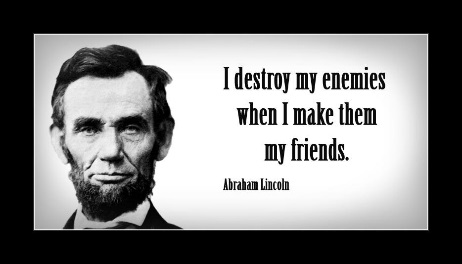 I destroy my enemies
when I make them
my friends.
Abraham Lincoln